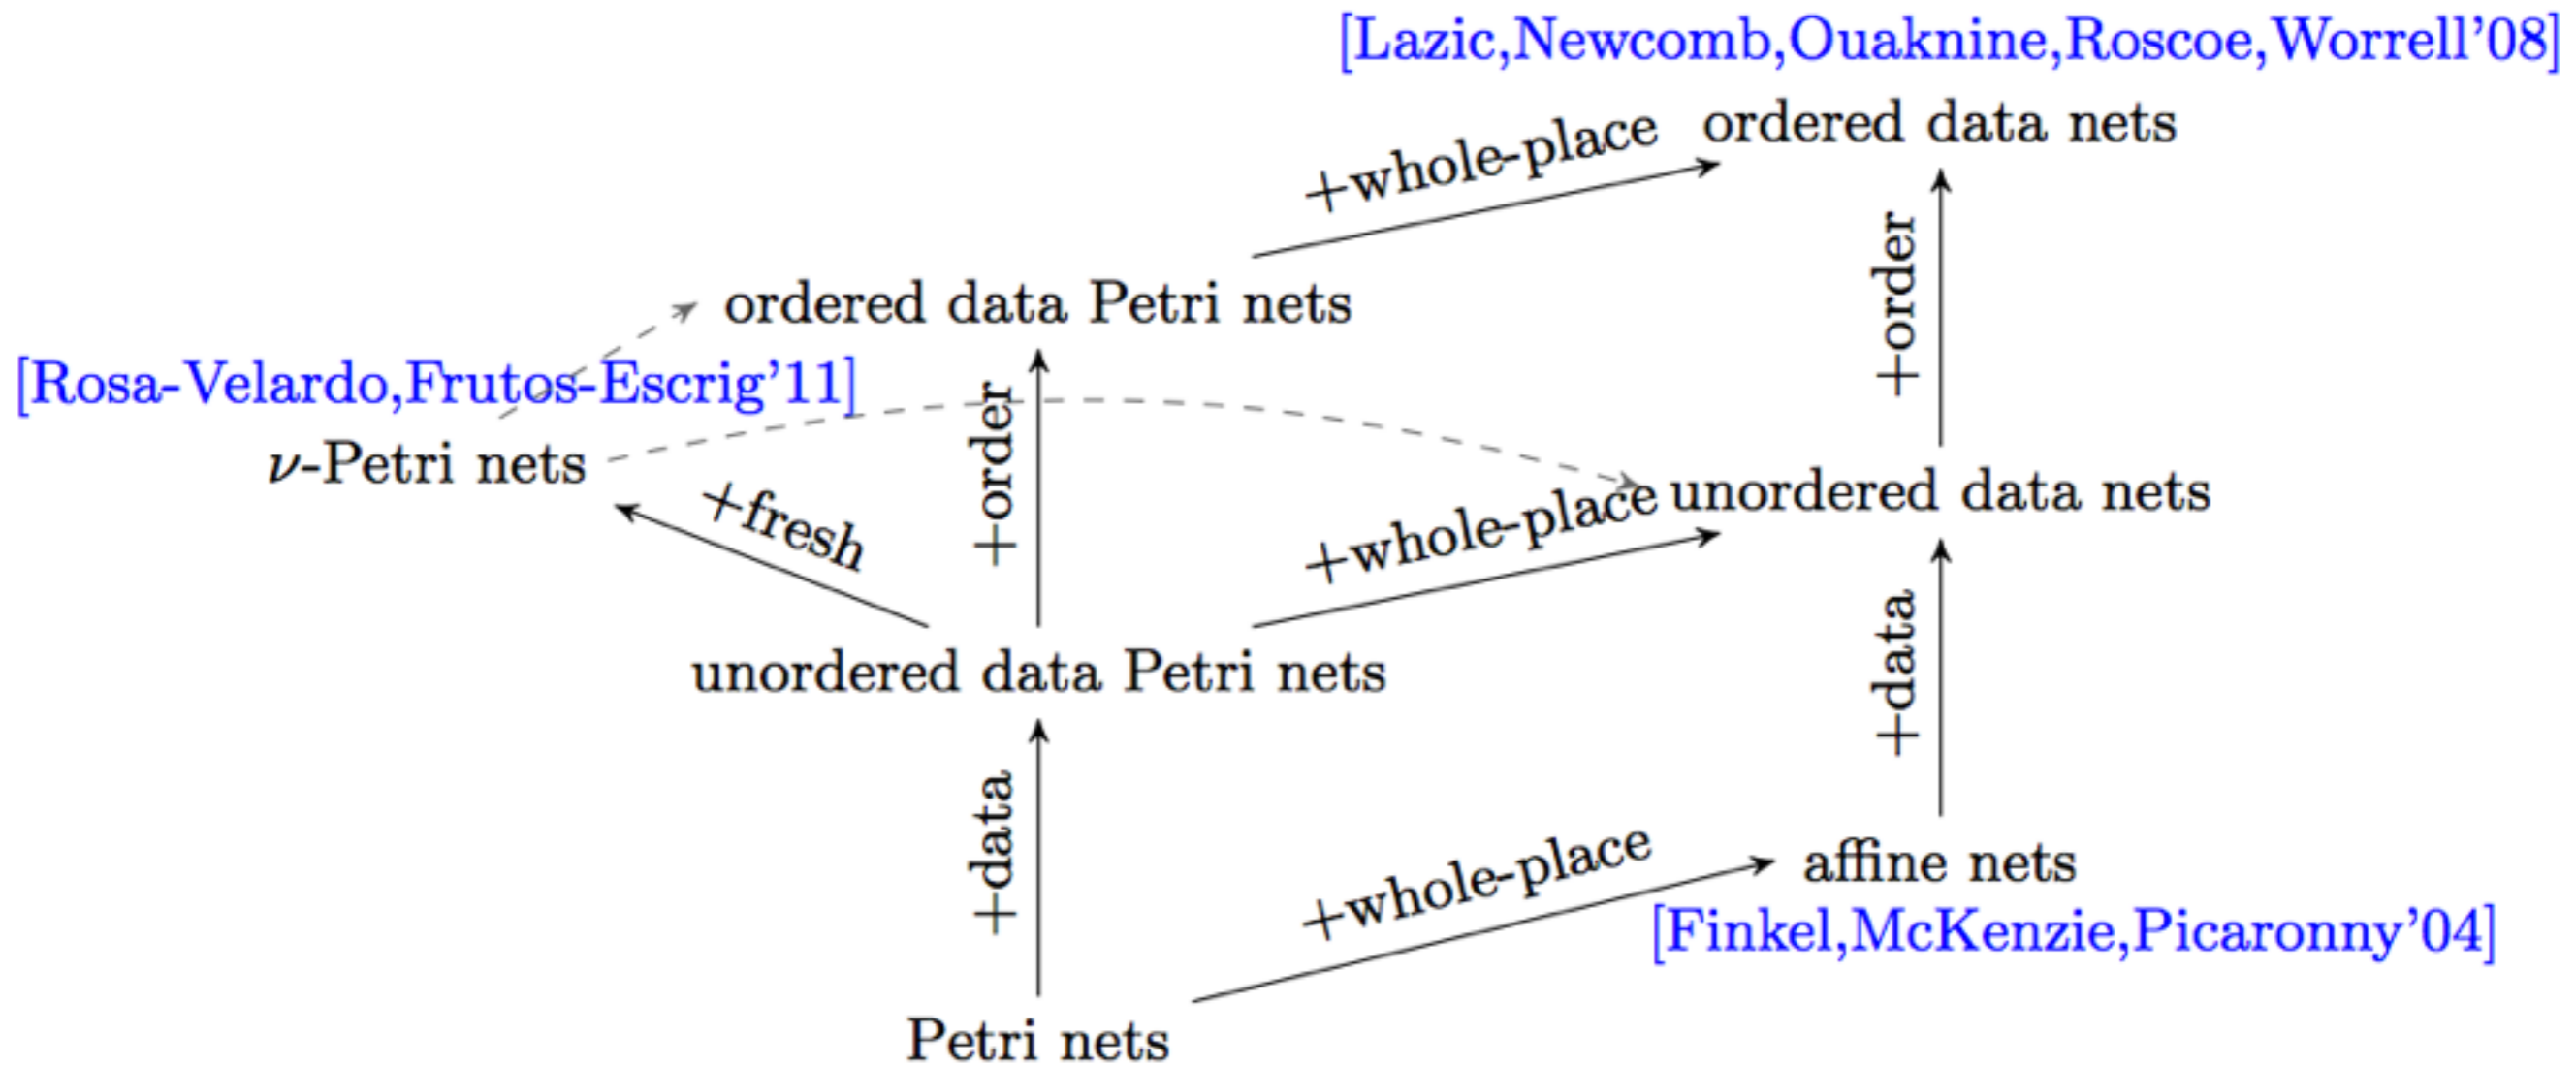 [Lazic,Newcomb,Ouaknine,Roscoe,Worrell’08]
ordered data nets
+whole-place
+order
ordered data Petri nets
[Rosa-Velardo,Frutos-Escrig’11]
ν-Petri nets
+fresh
+order
+whole-place
unordered data nets
unordered data Petri nets
+data
+data
+whole-place
affine nets
[Finkel,McKenzie,Picaronny’04]
Petri nets